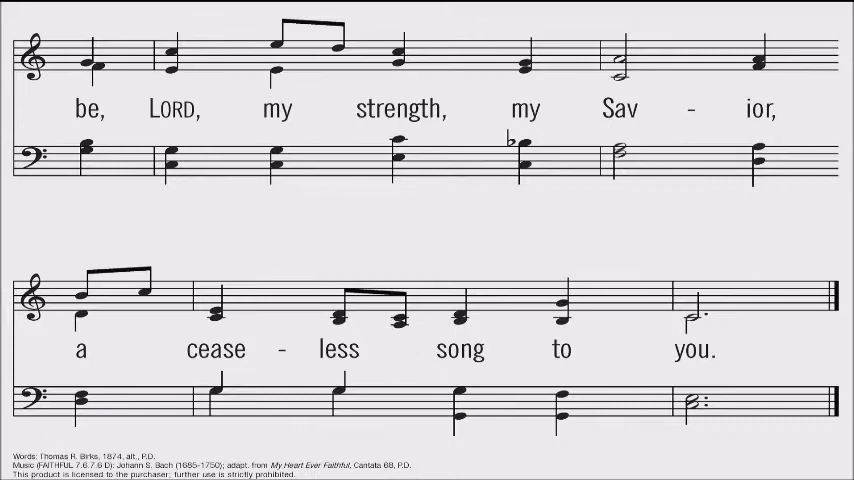 be, LORD, my strength, my Sav - ior,
a cease - less song to you.
Words: Thomas R. Birks, 1874, alt., P.D.
Music (FAITHFUL 7.6.7.6 D): Johann S. Bach (1685-1750); adapt. from My Heart Ever Faithful, Cantata 68, P.D.
This product is licensed to the purchaser; further use is strictly prohibited.